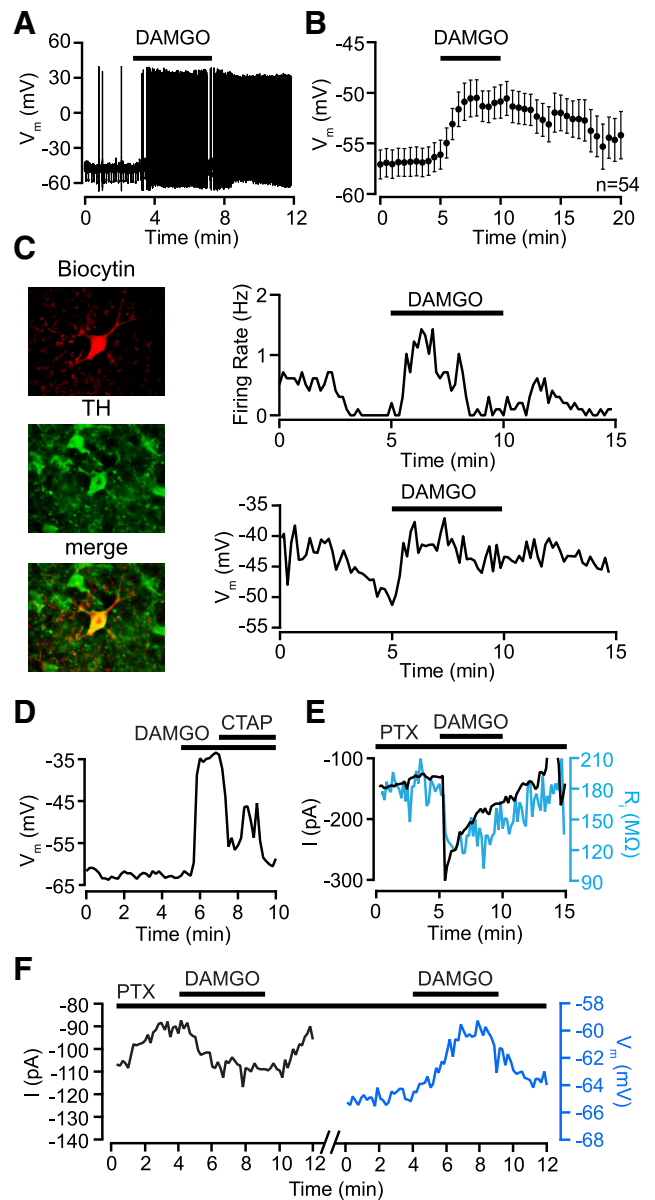 A
DAMGO
60
30
0
-30
-60
Vm (mV)
0 4 8 12
Time (min)
B
DAMGO
-45
-50
-55
-60
Vm (mV)
n=54
0 5 10 15 20
Time (min)
C
Biocytin
TH
merge
DAMGO
2
1
0
Firing Rate (Hz)
0 5 10 15
Time (min)
DAMGO
-35
-40
-45
-50
-55
Vm (mV)
0 5 10 15
Time (min)
D
CTAP
DAMGO
-35
-45
-55
-65
Vm (mV)
0 2 4 6 8 10
Time (min)
E
DAMGO
PTX
-100
-200
-300
I (pA)
210
180
150
120
90
Ri (MΩ)
0 5 10 15
Time (min)
F
DAMGO DAMGO
PTX
-80
-90
-100
-110
-120
-130
-140
I (pA)
-58
-60
-62
-64
-66
-68
Vm (mV)
0 2 4 6 8 10 12 0 2 4 6 8 10 12
Time (min)